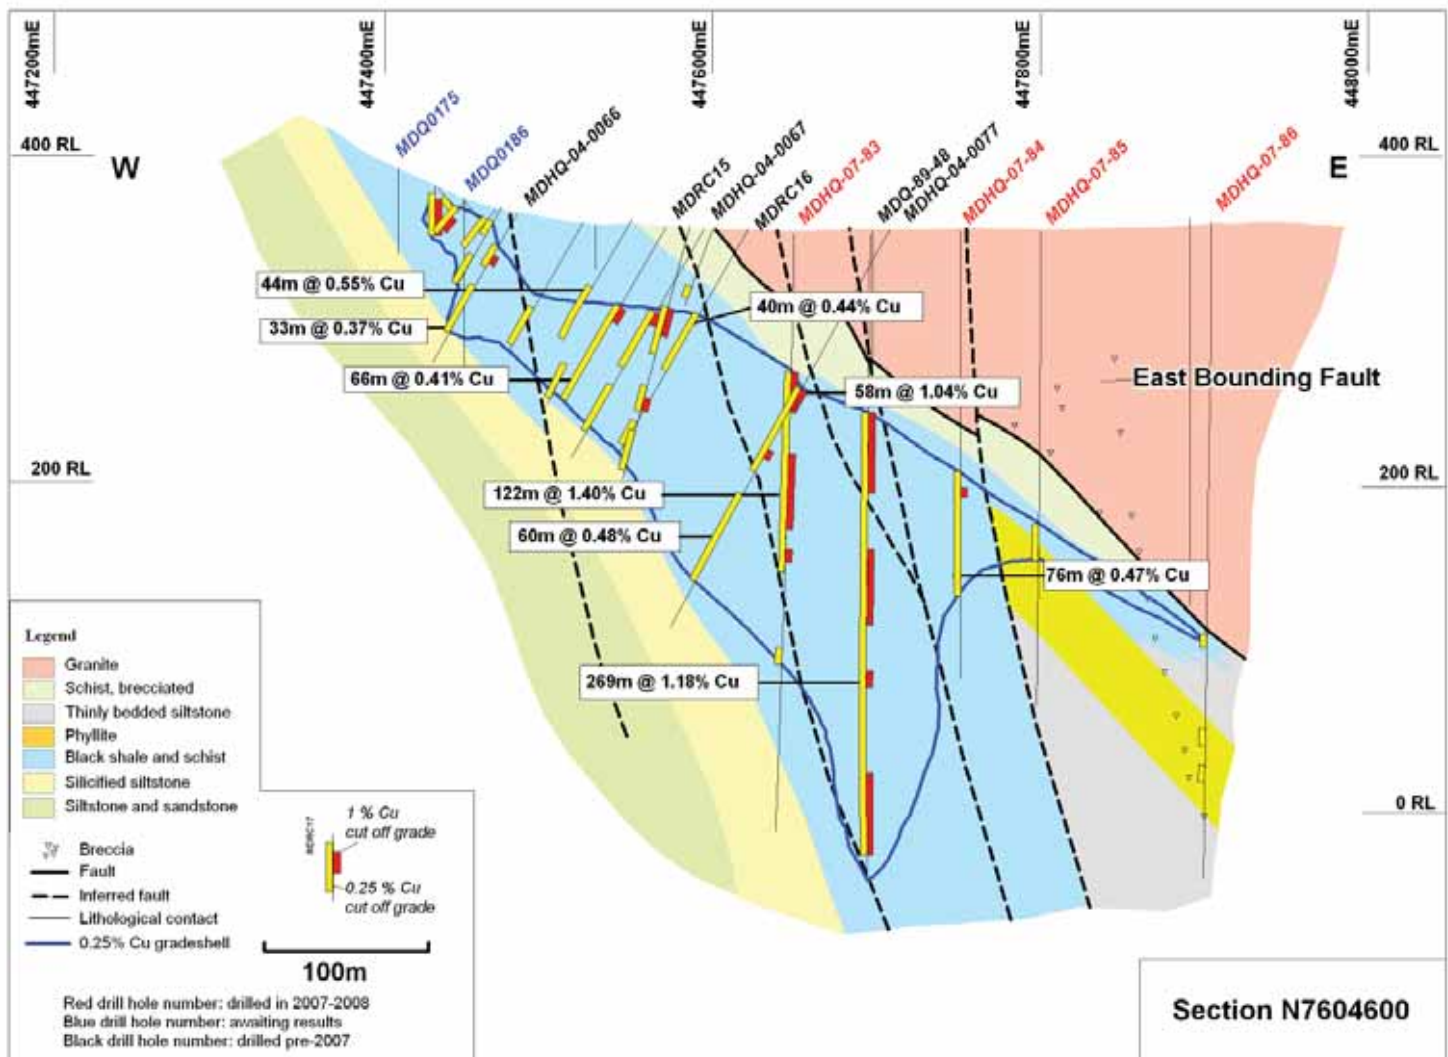 447200mE
447400mE
447600mE
447800mE
448000mE
400 RL
W
MDQ0175
MDQ0186
MDHQ-04-0066
MDRC15
MDHQ-04-0067
MDRC16
MDHQ-07-83
MDQ-89-48
MDHQ-04-0077
MDHQ-07-84
MDHQ-07-85
MDHQ-07-86
E
400 RL
44m @ 0.55% Cu
40m @ 0.44% Cu
33m @ 0.37% Cu
66m @ 0.41% Cu
58m @ 1.04% Cu
East Bounding Fault
200 RL
200 RL
122m @ 1.40% Cu
60m @ 0.48% Cu
76m @ 0.47% Cu
269m @ 1.18% Cu
0 RL
Legend
Granite
Schist, brecciated
Thinly bedded siltstone
Phyllite
Black shale and schist
Silicified siltstone
Siltstone and sandstone
Breccia
Fault
Inferred fault
Lithological contact
0.25% Cu gradeshell
MDRC17
1 % Cu
cut off grade
0.25 % Cu
cut off grade
100m
Red drill hole number: drilled in 2007-2008
Blue drill hole number: awaiting results
Black drill hole number: drilled pre-2007
Section N7604600